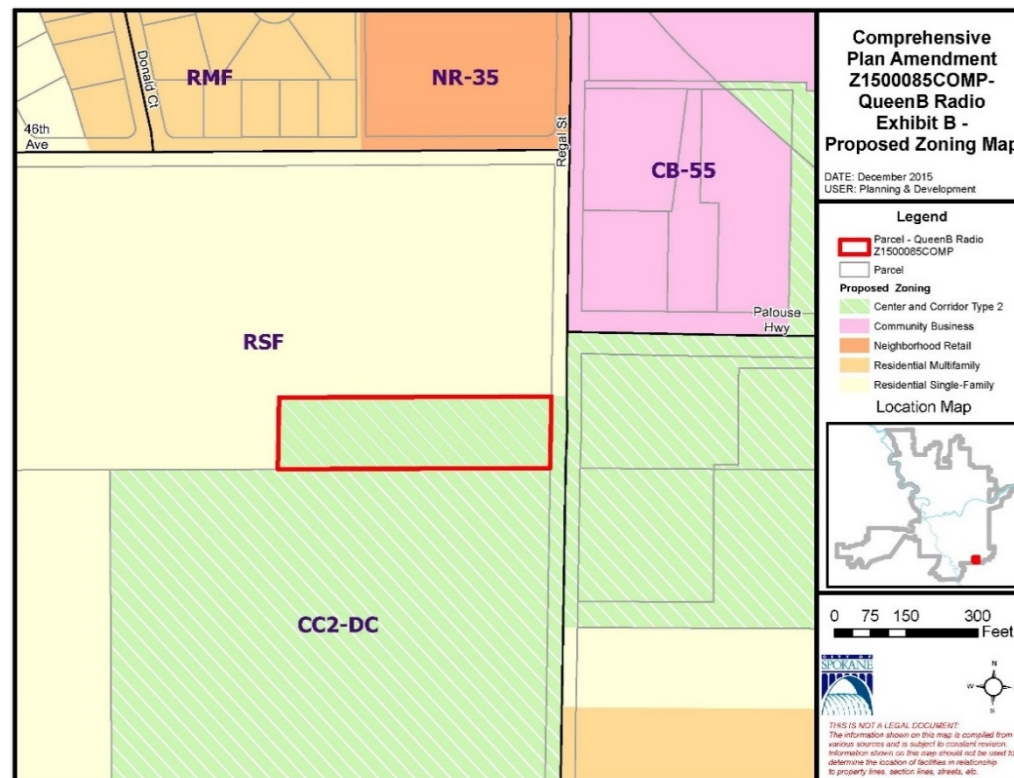 RMF
NR-35
Donald Ct
46th
Ave
Regal St
CB-55
Palouse
Hwy
RSF
CC2-DC
Comprehensive
Plan Amendment
Z1500085COMP-
QueenB Radio
Exhibit B -
Proposed Zoning Map
DATE: December 2015
USER: Planning & Development
Legend
Parcel - QueenB Radio
Z1500085COMP
Parcel
Proposed Zoning
Center and Corridor Type 2
Community Business
Neighborhood Retail
Residential Multifamily
Residential Single-Family
Location Map
0 75 150 300
Feet
CITY OF
SPOKANE
N
W
S
THIS IS NOT A LEGAL DOCUMENT:
The information shown on this map is compiled from
various sources and is subject to constant revision.
Information shown on this map should not be used to
determine the location of facilities in relationship
to property lines, section lines, streets, etc.